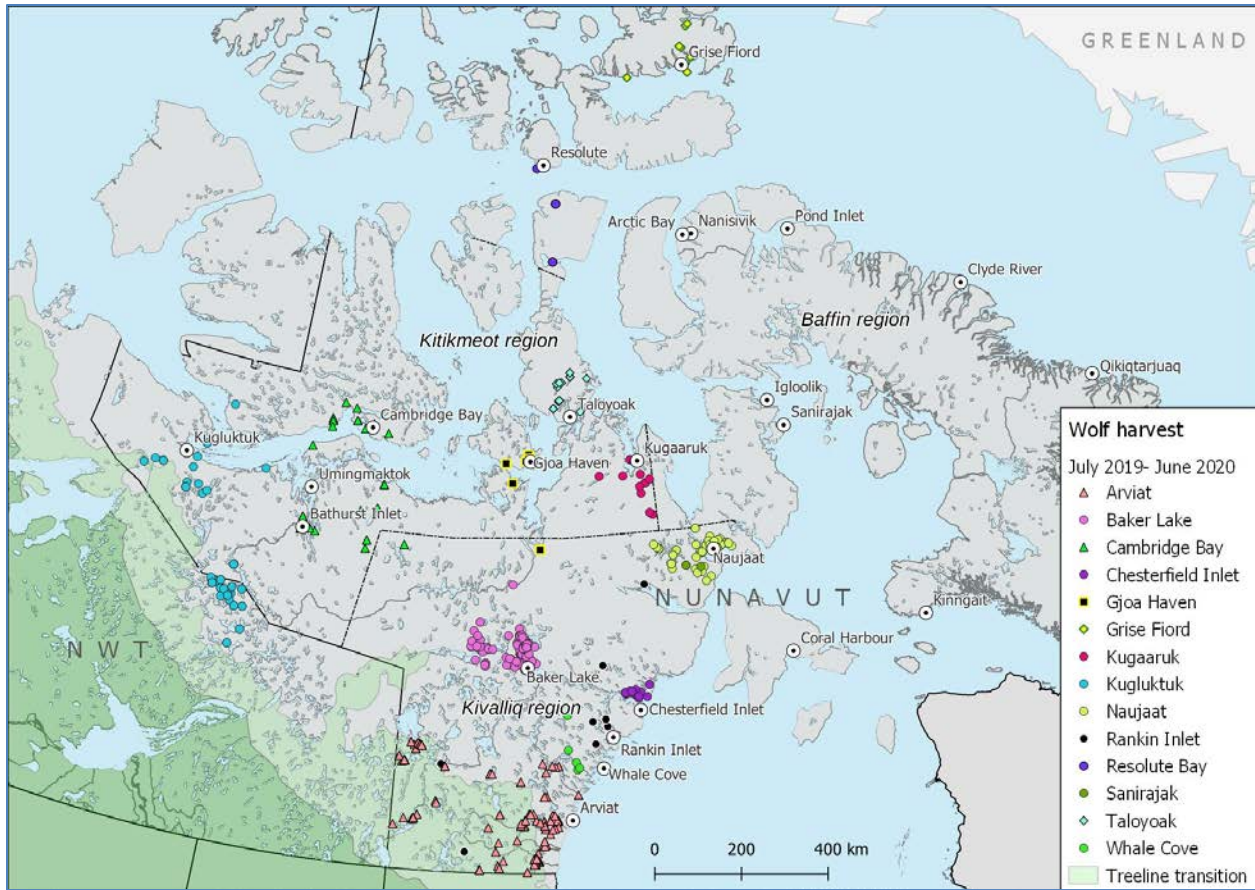 GREENLAND
Grise Fiord
Resolute
Arctic Bay
Nanisivik
Pond Inlet
Clyde River
Baffin region
Kitikmeot region
Qikiqtarjuaq
Igloolik
Sanirajak
Taloyoak
Cambridge Bay
Kugluktuk
Kugaaruk
Gjoa Haven
Umingmaktok
Bathurst Inlet
Naujaat
NUNAVUT
Kinngait
NWT
Coral Harbour
Baker Lake
Kivalliq region
Chesterfield Inlet
Rankin Inlet
Whale Cove
Arviat
0 200 400 km
Wolf harvest
July 2019- June 2020
Arviat
Baker Lake
Cambridge Bay
Chesterfield Inlet
Gjoa Haven
Grise Fiord
Kugaaruk
Kugluktuk
Naujaat
Rankin Inlet
Resolute Bay
Sanirajak
Taloyoak
Whale Cove
Treeline transition